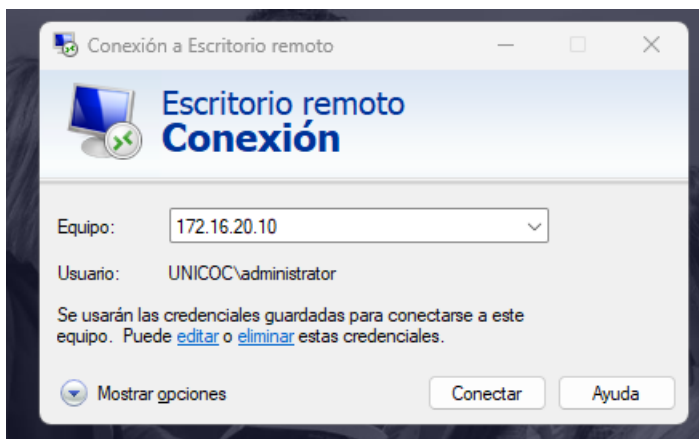 Conexión a Escritorio remoto
Escritorio remoto
Conexión
Equipo: 172.16.20.10
Usuario: UNICOC\administrator
Se usarán las credenciales guardadas para conectarse a este
equipo. Puede editar o eliminar estas credenciales.
Mostrar opciones Conectar Ayuda